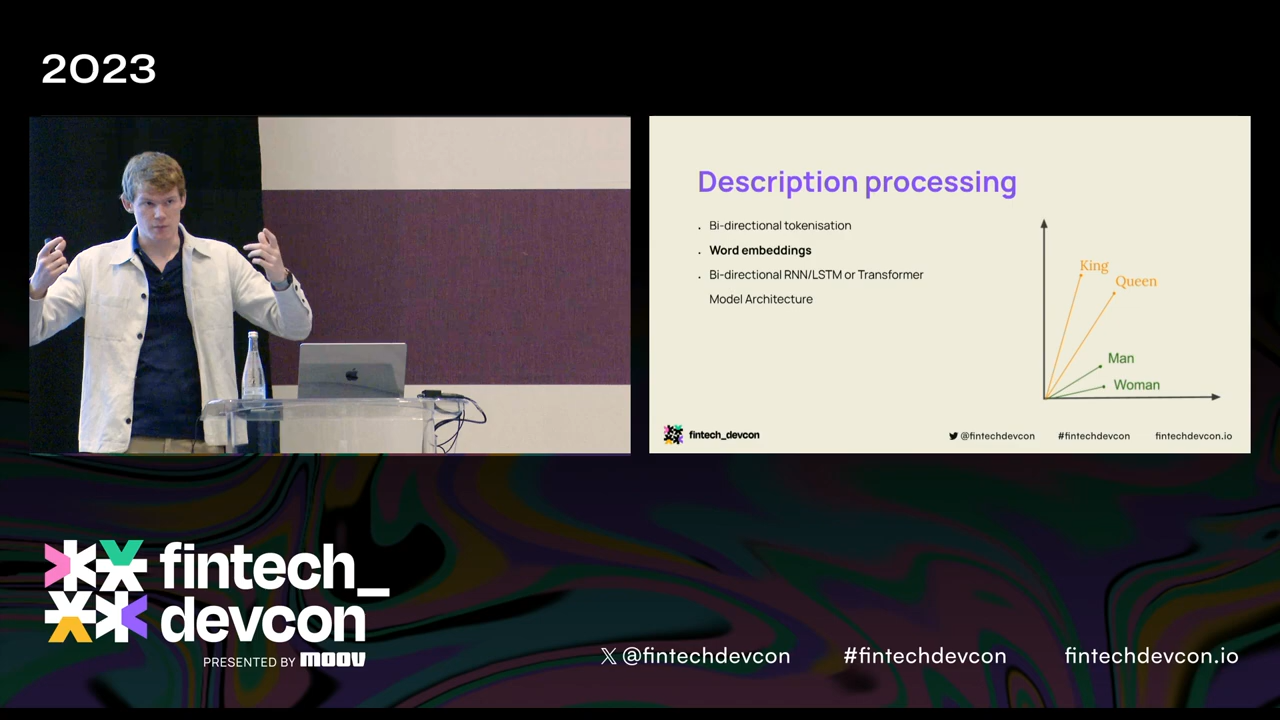 2023
Description processing
Bi-directional tokenisation
Word embeddings
Bi-directional RNN/LSTM or Transformer
Model Architecture
King
Queen
Man
Woman
fintech_devcon
@fintechdevcon
#fintechdevcon
fintechdevcon.io
fintech_
devcon
PRESENTED BY moov
@fintechdevcon
#fintechdevcon
fintechdevcon.io